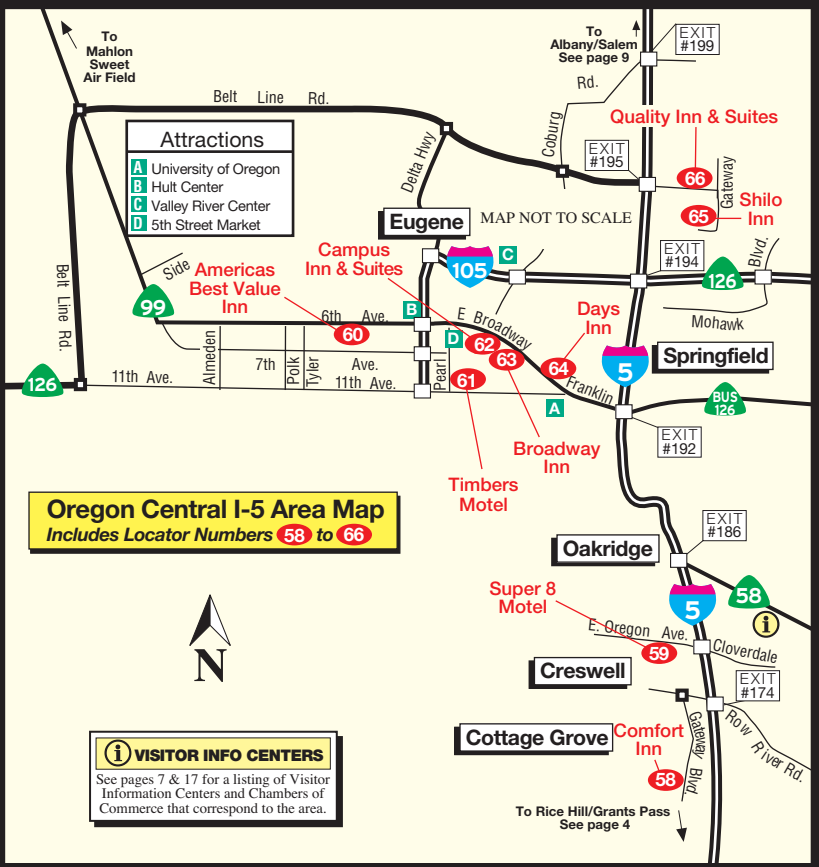 To
Mahlon
Sweet
Air Field
To
Albany/Salem
See page 9
EXIT
#199
Belt Line Rd.
Rd.
Coburg
Quality Inn & Suites
Attractions
A University of Oregon
B Hult Center
C Valley River Center
D 5th Street Market
Delta Hwy
EXIT
#195
66
Gateway
65
Shilo
Inn
Eugene
MAP NOT TO SCALE
Campus
Inn & Suites
105
C
EXIT
#194
126
Blvd.
Side
Americas
Best Value
Inn
Belt Line Rd.
99
6th Ave.
60
B
E Broadway
Days
Inn
Mohawk
D
62
63
64
5
Springfield
Almeden
7th Ave.
Polk
Tyler
Pearl
61
Franklin
126
11th Ave.
11th Ave.
A
BUS
126
EXIT
#192
Broadway
Inn
Timbers
Motel
Oregon Central I-5 Area Map
Includes Locator Numbers 58 to 66
EXIT
#186
Oakridge
Super 8
Motel
5
58
i
E. Oregon Ave.
59
Cloverdale
N
Creswell
EXIT
#174
Cottage Grove
Comfort
Inn
58
Gateway Blvd.
Row River Rd.
i VISITOR INFO CENTERS
See pages 7 & 17 for a listing of Visitor
Information Centers and Chambers of
Commerce that correspond to the area.
To Rice Hill/Grants Pass
See page 4